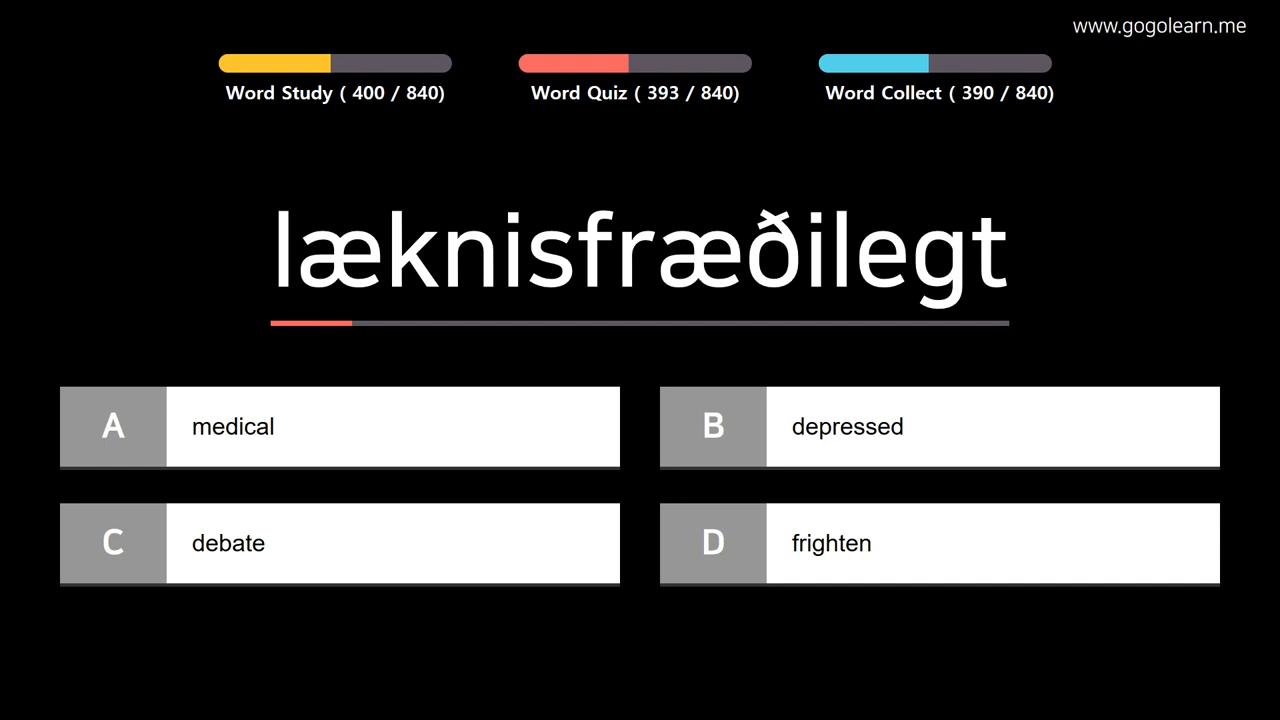 www.gogolearn.me
Word Study ( 400 / 840)
Word Quiz ( 393 / 840)
Word Collect ( 390 / 840)
læknisfræðilegt
A medical
B depressed
C debate
D frighten